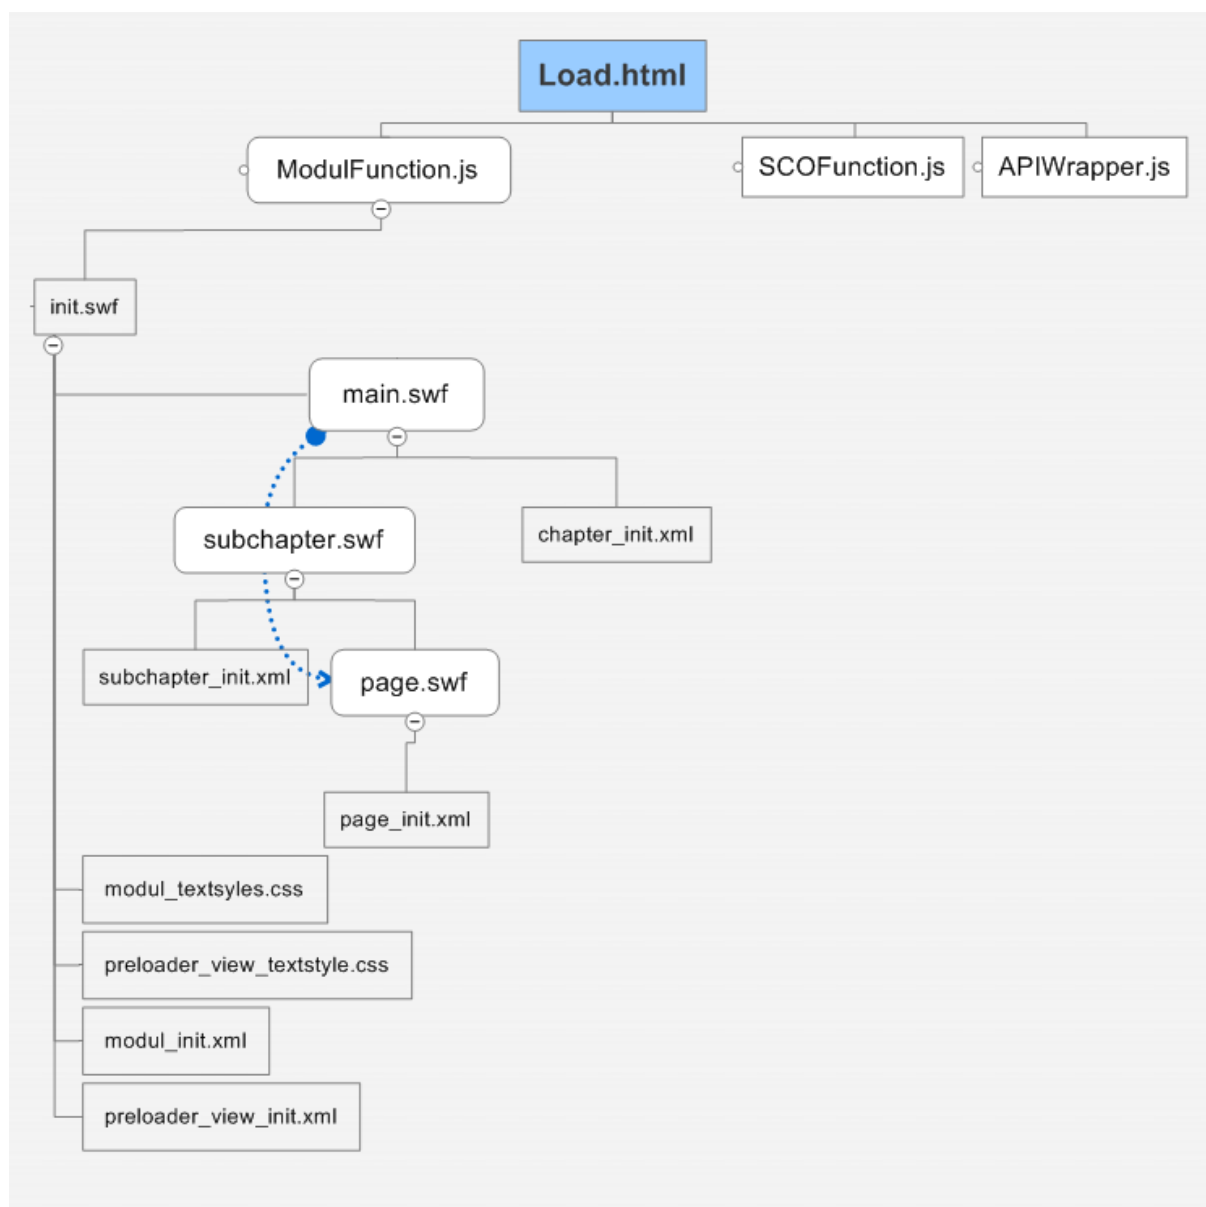 Load.html
ModulFunction.js
SCOFunction.js
APIWrapper.js
init.swf
main.swf
subchapter.swf
chapter_init.xml
subchapter_init.xml
page.swf
page_init.xml
modul_textsyles.css
preloader_view_textstyle.css
modul_init.xml
preloader_view_init.xml